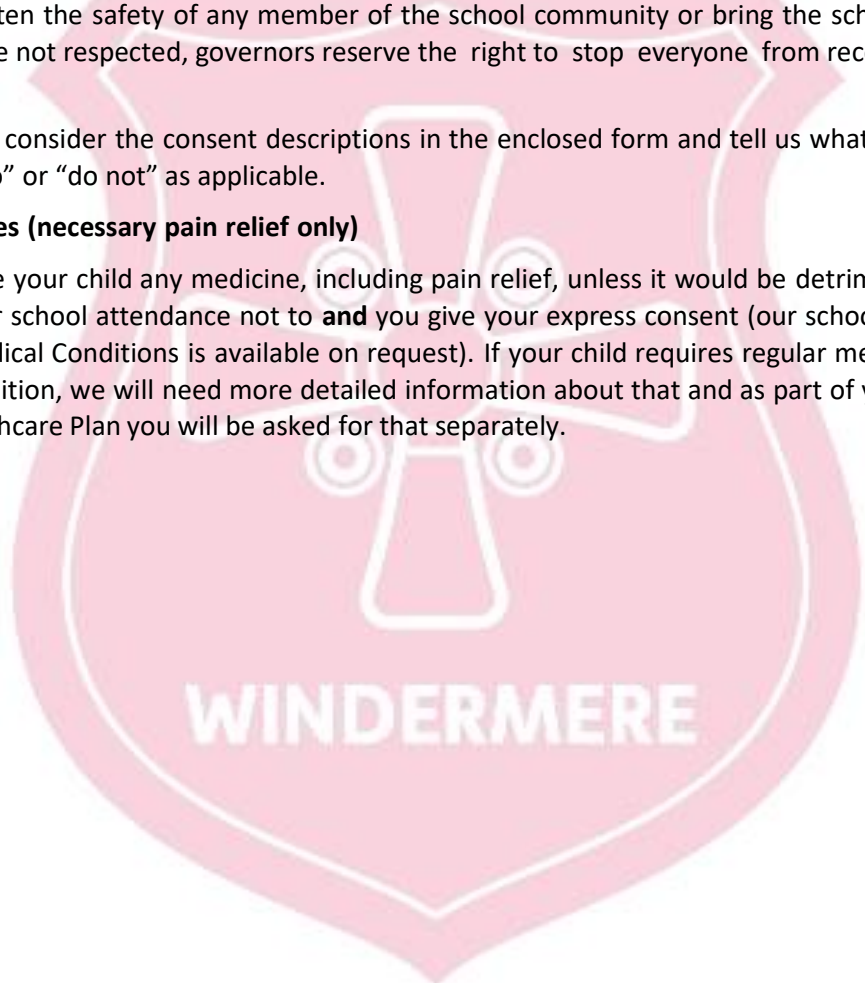 ten the safety of any member of the school community or bring the sch
e not respected, governors reserve the right to stop everyone from rec
consider the consent descriptions in the enclosed form and tell us what
” or “do not” as applicable.
es (necessary pain relief only)
e your child any medicine, including pain relief, unless it would be detrim
r school attendance not to and you give your express consent (our schoo
dical Conditions is available on request). If your child requires regular me
dition, we will need more detailed information about that and as part of
hcare Plan you will be asked for that separately.
WINDERMERE